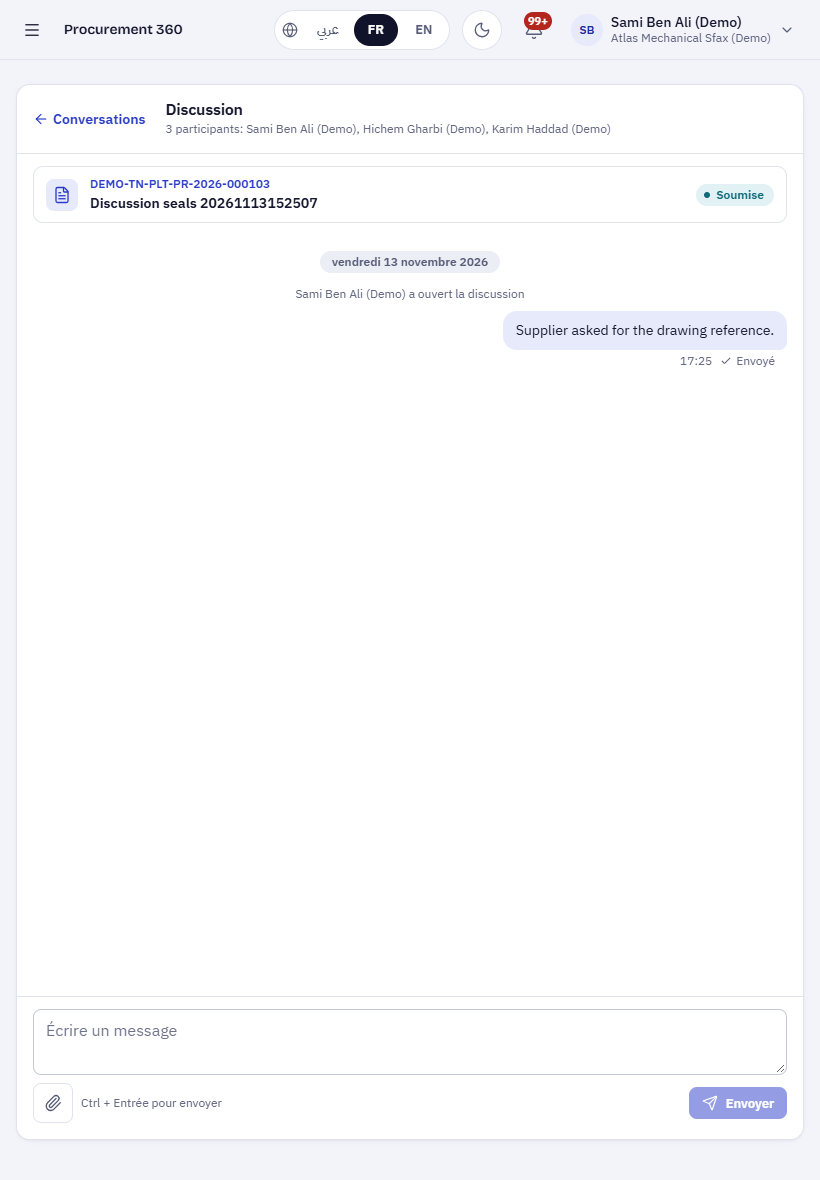 Procurement 360
عربي
FR
EN
99+
SB
Sami Ben Ali (Demo)
Atlas Mechanical Sfax (Demo)
Conversations
Discussion
3 participants: Sami Ben Ali (Demo), Hichem Gharbi (Demo), Karim Haddad (Demo)
DEMO-TN-PLT-PR-2026-000103
Discussion seals 20261113152507
Soumise
vendredi 13 novembre 2026
Sami Ben Ali (Demo) a ouvert la discussion
Supplier asked for the drawing reference.
17:25 Envoyé
Écrire un message
Ctrl + Entrée pour envoyer
Envoyer